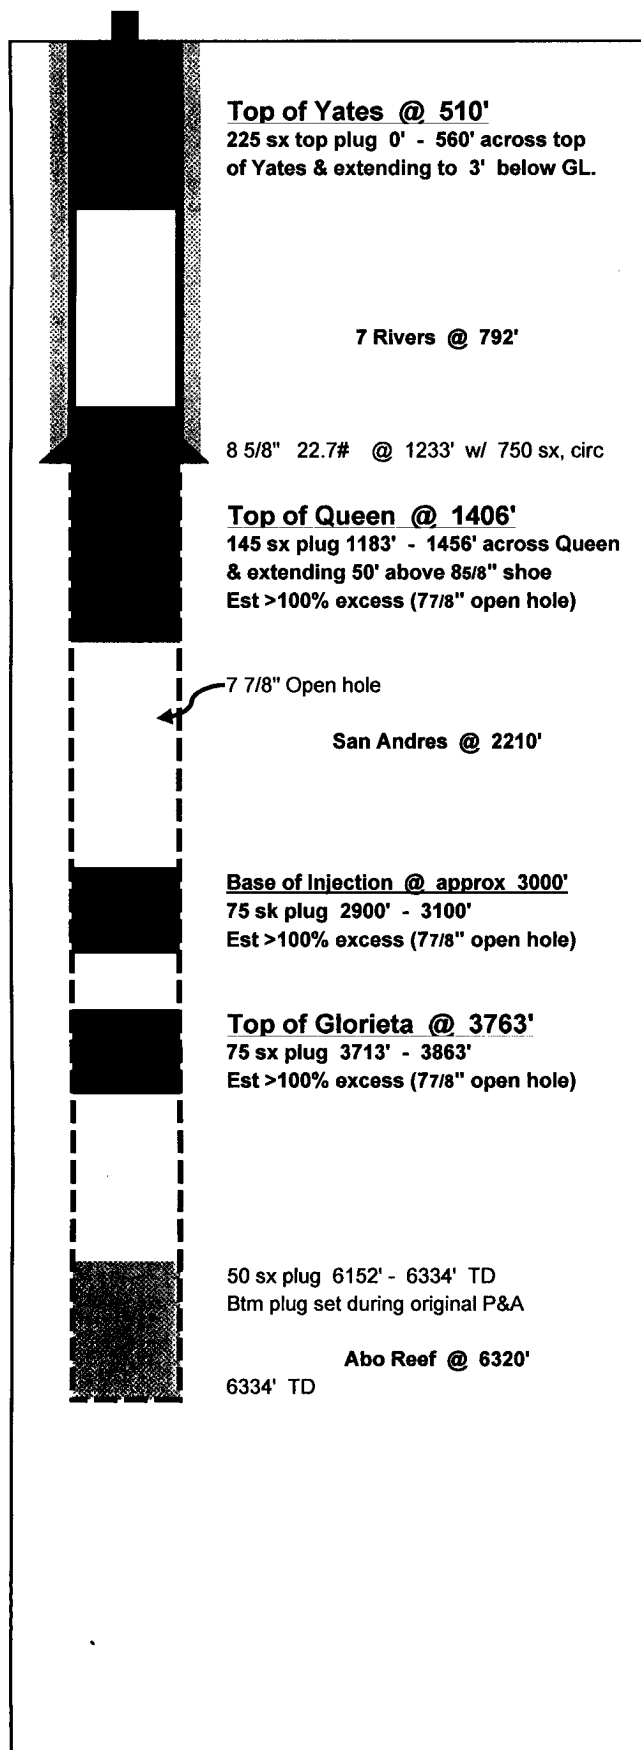 Top of Yates @ 510'
225 sx top plug 0' - 560' across top
of Yates & extending to 3' below GL.
7 Rivers @ 792'
8 5/8" 22.7# @ 1233' w/ 750 sx, circ
Top of Queen @ 1406'
145 sx plug 1183' - 1456' across Queen
& extending 50' above 85/8" shoe
Est >100% excess (77/8" open hole)
7 7/8" Open hole
San Andres @ 2210'
Base of Injection @ approx 3000'
75 sk plug 2900' - 3100'
Est >100% excess (77/8" open hole)
Top of Glorieta @ 3763'
75 sx plug 3713' - 3863'
Est >100% excess (77/8" open hole)
50 sx plug 6152' - 6334' TD
Btm plug set during original P&A
Abo Reef @ 6320'
6334' TD